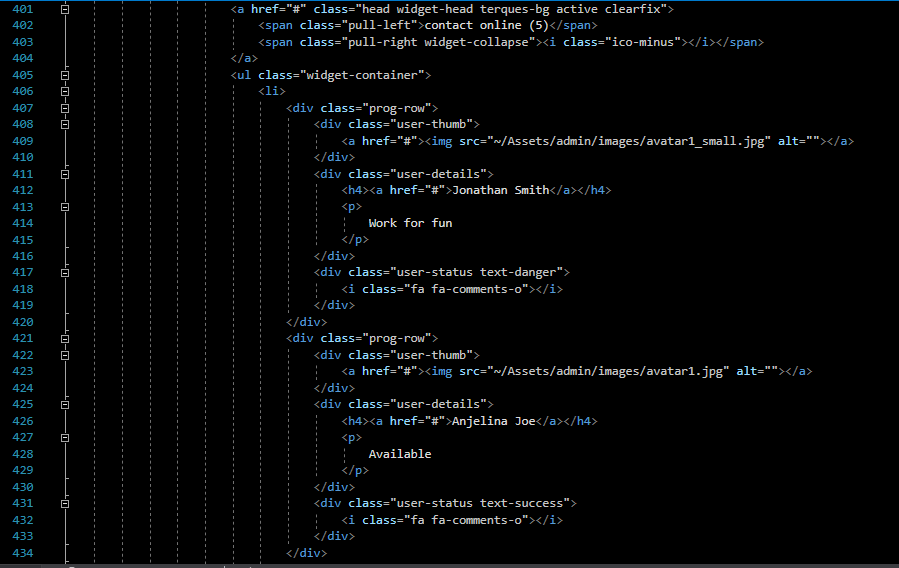 401 <a href="#" class="head widget-head terques-bg active clearfix">
402 <span class="pull-left">contact online (5)</span>
403 <span class="pull-right widget-collapse"><i class="ico-minus"></i></span>
404 </a>
405 <ul class="widget-container">
406 <li>
407 <div class="prog-row">
408 <div class="user-thumb">
409 <a href="#"><img src="~/Assets/admin/images/avatar1_small.jpg" alt=""></a>
410 </div>
411 <div class="user-details">
412 <h4><a href="#">Jonathan Smith</a></h4>
413 <p>
414 Work for fun
415 </p>
416 </div>
417 <div class="user-status text-danger">
418 <i class="fa fa-comments-o"></i>
419 </div>
420 </div>
421 <div class="prog-row">
422 <div class="user-thumb">
423 <a href="#"><img src="~/Assets/admin/images/avatar1.jpg" alt=""></a>
424 </div>
425 <div class="user-details">
426 <h4><a href="#">Anjelina Joe</a></h4>
427 <p>
428 Available
429 </p>
430 </div>
431 <div class="user-status text-success">
432 <i class="fa fa-comments-o"></i>
433 </div>
434 </div>